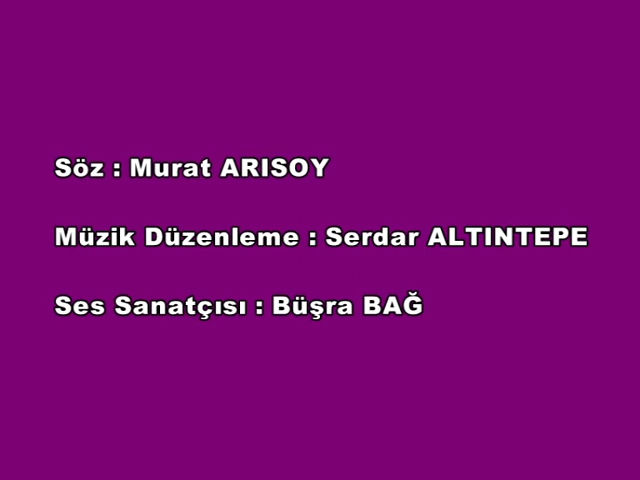 Söz : Murat ARISOY
Müzik Düzenleme : Serdar ALTINTEPE
Ses Sanatçısı : Büşra BAĞ